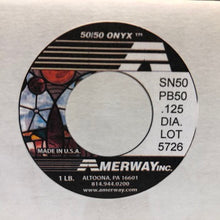 50/50 ONYX ™
SN50
PB50
.125
DIA.
LOT
5726
MADE IN U.S.A.
AMERWAY INC.
1 LB.
ALTOONA, PA 16601
814.944.0200
www.amerway.com